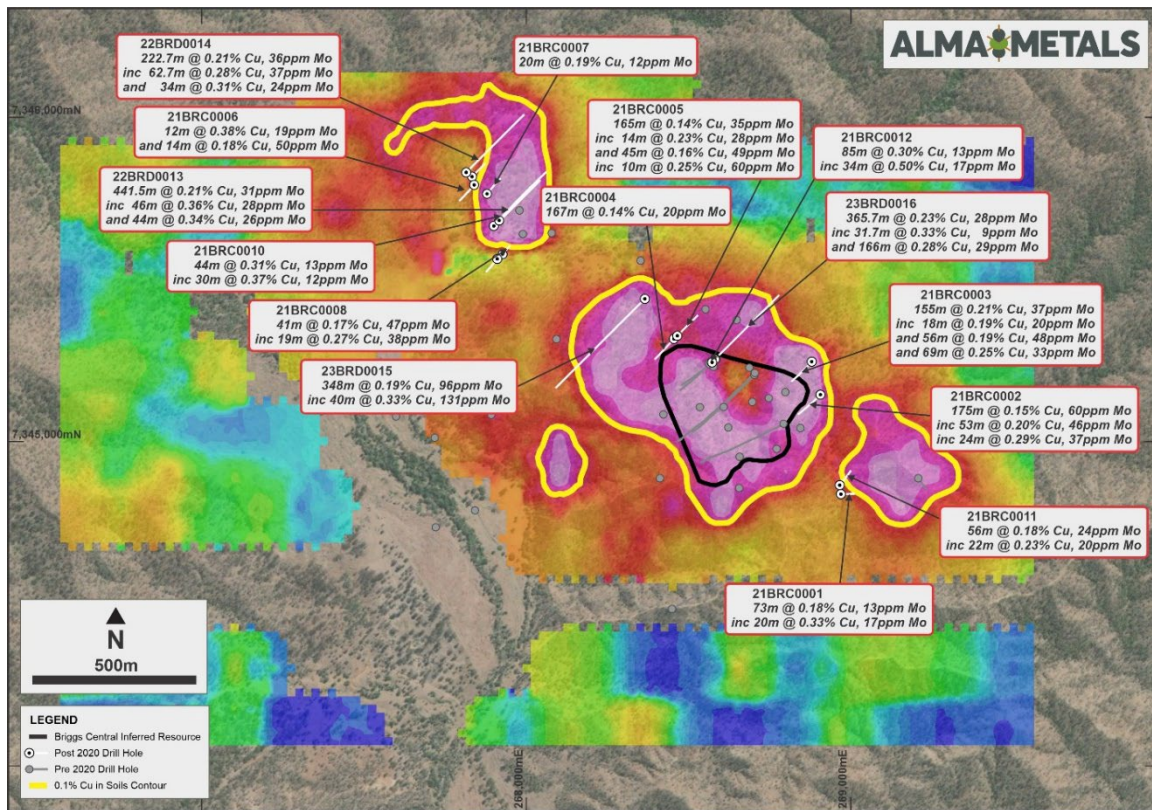 ALMA METALS
22BRD0014
222.7m @ 0.21% Cu, 36ppm Mo
inc 62.7m @ 0.28% Cu, 37ppm Mo
and 34m @ 0.31% Cu, 24ppm Mo
21BRC0007
20m @ 0.19% Cu, 12ppm Mo
21BRC0005
165m @ 0.14% Cu, 35ppm Mo
inc 14m @ 0.23% Cu, 28ppm Mo
and 45m @ 0.16% Cu, 49ppm Mo
inc 10m @ 0.25% Cu, 60ppm Mo
21BRC0012
85m @ 0.30% Cu, 13ppm Mo
inc 34m @ 0.50% Cu, 17ppm Mo
7,346,000mN
21BRC0006
12m @ 0.38% Cu, 19ppm Mo
and 14m @ 0.18% Cu, 50ppm Mo
22BRD0013
441.5m @ 0.21% Cu, 31ppm Mo
inc 46m @ 0.36% Cu, 28ppm Mo
and 44m @ 0.34% Cu, 26ppm Mo
21BRC0004
167m @ 0.14% Cu, 20ppm Mo
23BRD0016
365.7m @ 0.23% Cu, 28ppm Mo
inc 31.7m @ 0.33% Cu, 9ppm Mo
and 166m @ 0.28% Cu, 29ppm Mo
21BRC0010
44m @ 0.31% Cu, 13ppm Mo
inc 30m @ 0.37% Cu, 12ppm Mo
21BRC0008
41m @ 0.17% Cu, 47ppm Mo
inc 19m @ 0.27% Cu, 38ppm Mo
21BRC0003
155m @ 0.21% Cu, 37ppm Mo
inc 18m @ 0.19% Cu, 20ppm Mo
and 56m @ 0.19% Cu, 48ppm Mo
and 69m @ 0.25% Cu, 33ppm Mo
23BRD0015
348m @ 0.19% Cu, 96ppm Mo
inc 40m @ 0.33% Cu, 131ppm Mo
21BRC0002
175m @ 0.15% Cu, 60ppm Mo
inc 53m @ 0.20% Cu, 46ppm Mo
inc 24m @ 0.29% Cu, 37ppm Mo
7,345,000mN
21BRC0011
56m @ 0.18% Cu, 24ppm Mo
inc 22m @ 0.23% Cu, 20ppm Mo
21BRC0001
73m @ 0.18% Cu, 13ppm Mo
inc 20m @ 0.33% Cu, 17ppm Mo
N
500m
LEGEND
Briggs Central Inferred Resource
Post 2020 Drill Hole
Pre 2020 Drill Hole
0.1% Cu in Soils Contour
268,000mE
269,000mE